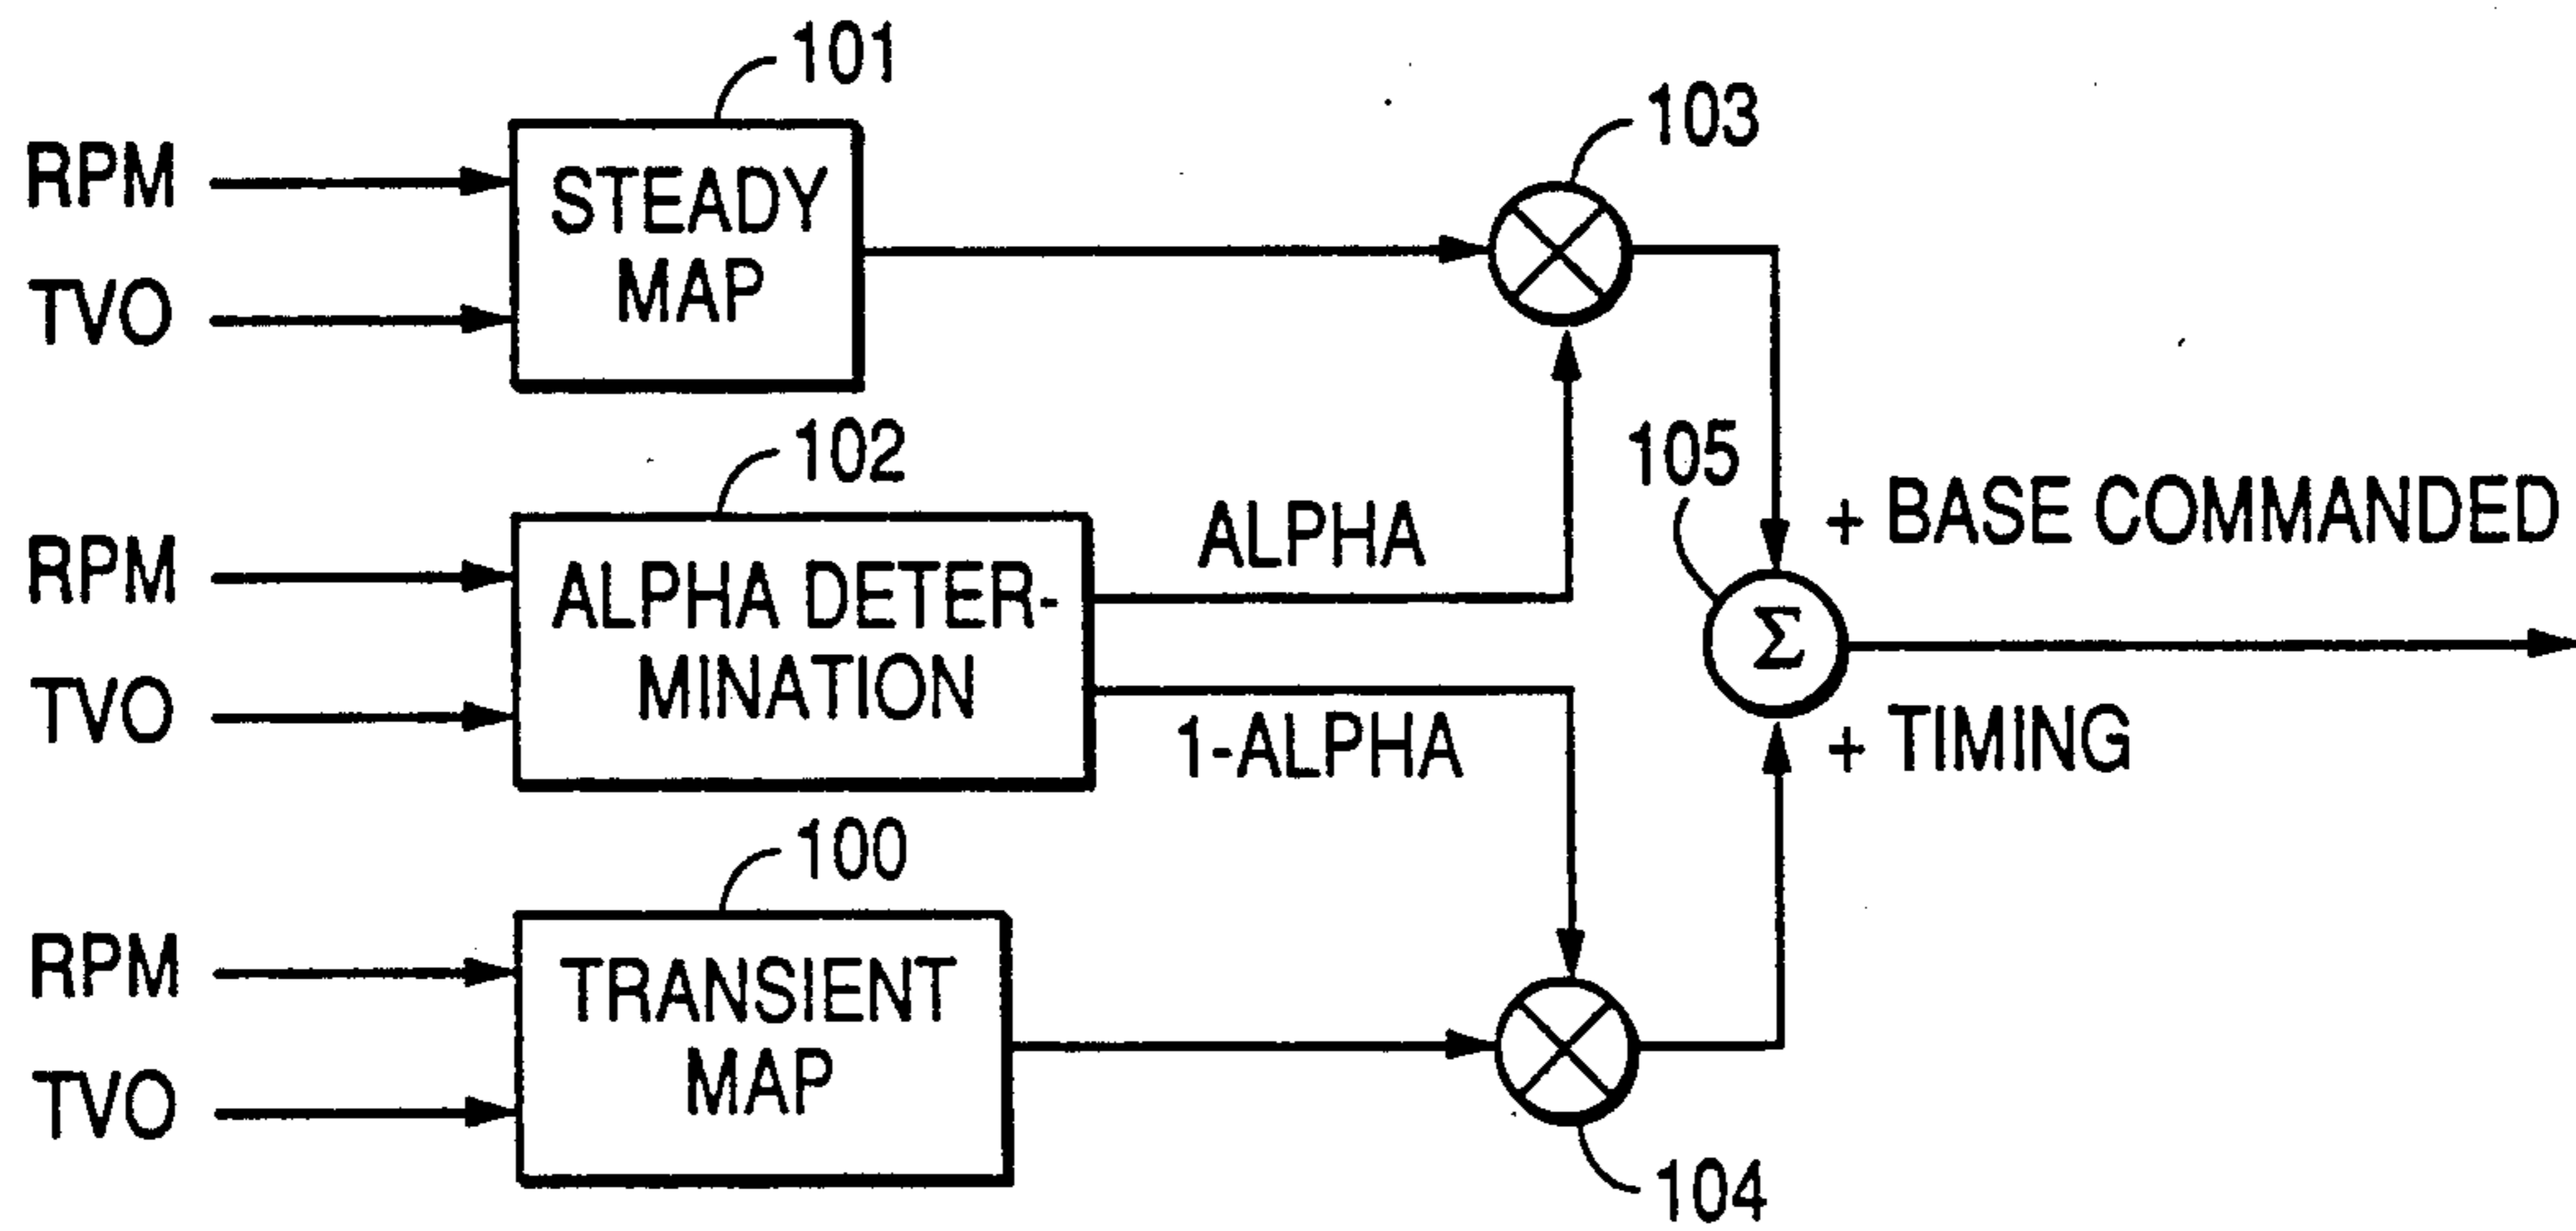 101
103
RPM
STEADY
MAP
TVO
102
105
+ BASE COMMANDED
RPM
ALPHA DETER-
MINATION
ALPHA
Σ
TVO
1-ALPHA
+ TIMING
100
RPM
TRANSIENT
MAP
TVO
104